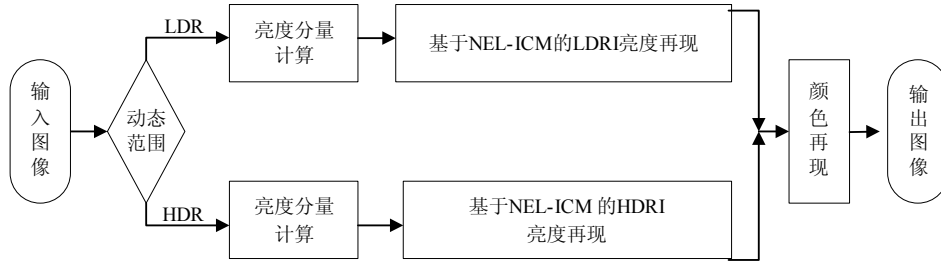 输入图像
动态
范围
LDR
亮度分量
计算
基于NEL-ICM的LDRI亮度再现
HDR
亮度分量
计算
基于NEL-ICM 的HDRI
亮度再现
颜色再现
输出图像